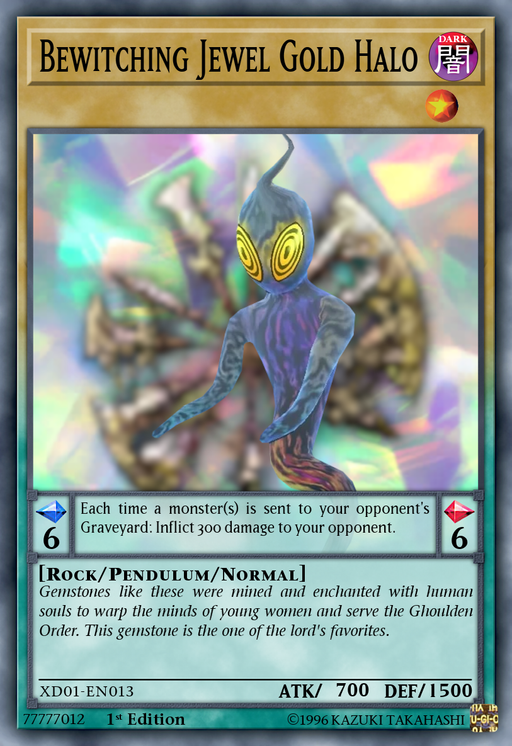 BEWITCHING JEWEL GOLD HALO
DARK
闇
Each time a monster(s) is sent to your opponent's
Graveyard: Inflict 300 damage to your opponent.
6
6
[ROCK/PENDULUM/NORMAL]
Gemstones like these were mined and enchanted with human
souls to warp the minds of young women and serve the Ghoulden
Order. This gemstone is the one of the lord's favorites.
XD01-EN013
ATK/ 700 DEF/1500
77777012 1st Edition ©1996 KAZUKI TAKAHASHI